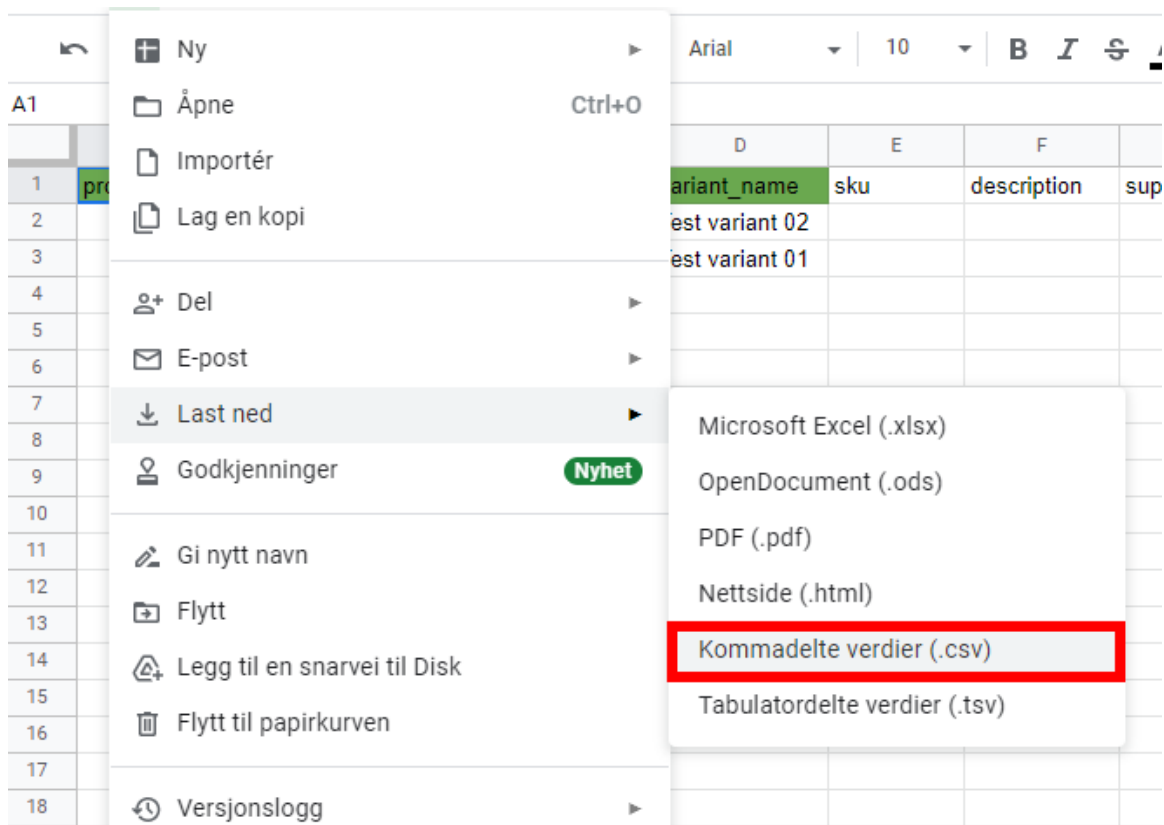 Ny
Arial 10 B I S
Åpne Ctrl+O
A1
Importér
Lag en kopi
Del
E-post
Last ned
Godkjenninger Nyhet
Gi nytt navn
Flytt
Legg til en snarvei til Disk
Flytt til papirkurven
Versjonslogg
Microsoft Excel (.xlsx)
OpenDocument (.ods)
PDF (.pdf)
Nettside (.html)
Kommadelte verdier (.csv)
Tabulatordelte verdier (.tsv)
D E F
1 pro ariant_name sku description sup
2 est variant 02
3 est variant 01
4
5
6
7
8
9
10
11
12
13
14
15
16
17
18